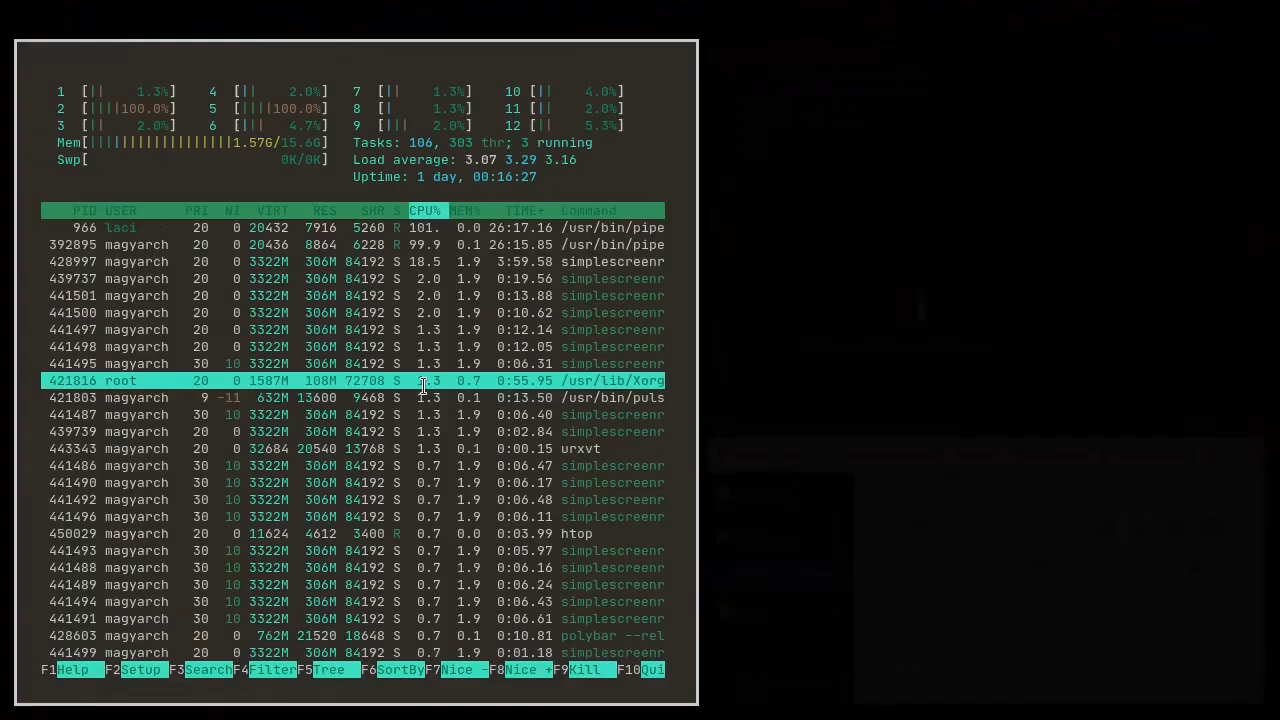 1 [|| 1.3%] 4 [|| 2.0%] 7 [|| 1.3%] 10 [|| 4.0%]
2 [||||100.0%] 5 [||||100.0%] 8 [| 1.3%] 11 [|| 2.0%]
3 [|| 2.0%] 6 [||| 4.7%] 9 [||| 2.0%] 12 [|| 5.3%]
Mem[||||||||||||||||||1.57G/15.6G] Tasks: 106, 303 thr; 3 running
Swp[ 0K/0K] Load average: 3.07 3.29 3.16
Uptime: 1 day, 00:16:27
PID USER PRI NI VIRT RES SHR S CPU% MEM% TIME+ Command
966 laci 20 0 20432 7916 5260 R 101. 0.0 26:17.16 /usr/bin/pipe
392895 magyarch 20 0 20436 8864 6228 R 99.9 0.1 26:15.85 /usr/bin/pipe
428997 magyarch 20 0 3322M 306M 84192 S 18.5 1.9 3:59.58 simplescreenr
439737 magyarch 20 0 3322M 306M 84192 S 2.0 1.9 0:19.56 simplescreenr
441501 magyarch 20 0 3322M 306M 84192 S 2.0 1.9 0:13.88 simplescreenr
441500 magyarch 20 0 3322M 306M 84192 S 2.0 1.9 0:10.62 simplescreenr
441497 magyarch 20 0 3322M 306M 84192 S 1.3 1.9 0:12.14 simplescreenr
441498 magyarch 20 0 3322M 306M 84192 S 1.3 1.9 0:12.05 simplescreenr
441495 magyarch 30 10 3322M 306M 84192 S 1.3 1.9 0:06.31 simplescreenr
421816 root 20 0 1587M 108M 72708 S 1.3 0.7 0:55.95 /usr/lib/Xorg
421803 magyarch 9 -11 632M 13600 9468 S 1.3 0.1 0:13.50 /usr/bin/puls
441487 magyarch 30 10 3322M 306M 84192 S 1.3 1.9 0:06.40 simplescreenr
439739 magyarch 20 0 3322M 306M 84192 S 1.3 1.9 0:02.84 simplescreenr
443343 magyarch 20 0 32684 20540 13768 S 1.3 0.1 0:00.15 urxvt
441486 magyarch 30 10 3322M 306M 84192 S 0.7 1.9 0:06.47 simplescreenr
441490 magyarch 30 10 3322M 306M 84192 S 0.7 1.9 0:06.17 simplescreenr
441492 magyarch 30 10 3322M 306M 84192 S 0.7 1.9 0:06.48 simplescreenr
441496 magyarch 30 10 3322M 306M 84192 S 0.7 1.9 0:06.11 simplescreenr
450029 magyarch 20 0 11624 4612 3400 R 0.7 0.0 0:03.99 htop
441493 magyarch 30 10 3322M 306M 84192 S 0.7 1.9 0:05.97 simplescreenr
441488 magyarch 30 10 3322M 306M 84192 S 0.7 1.9 0:06.16 simplescreenr
441489 magyarch 30 10 3322M 306M 84192 S 0.7 1.9 0:06.24 simplescreenr
441494 magyarch 30 10 3322M 306M 84192 S 0.7 1.9 0:06.43 simplescreenr
441491 magyarch 30 10 3322M 306M 84192 S 0.7 1.9 0:06.61 simplescreenr
428603 magyarch 20 0 762M 21520 18648 S 0.7 0.1 0:10.81 polybar --rel
441499 magyarch 20 0 3322M 306M 84192 S 0.7 1.9 0:01.18 simplescreenr
F1Help F2Setup F3SearchF4FilterF5Tree F6SortByF7Nice -F8Nice +F9Kill F10Qui